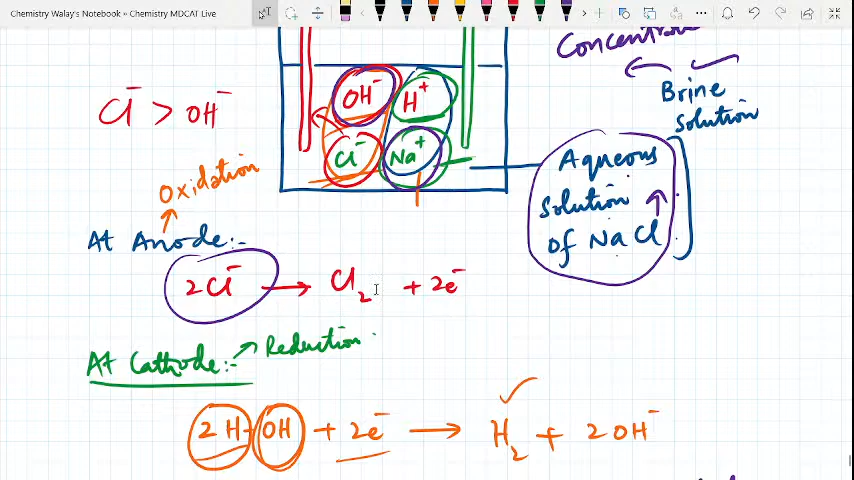 Chemistry Walay's Notebook » Chemistry MDCAT Live
Brine
Solution
OH⁻ H⁺
Cl⁻ > OH⁻
Cl⁻ Na⁺
Aqueous
Solution
of NaCl
Oxidation
At Anode:-
2Cl⁻ → Cl₂ + 2e⁻
At Cathode:- Reduction
2H-OH + 2e⁻ → H₂ + 2OH⁻